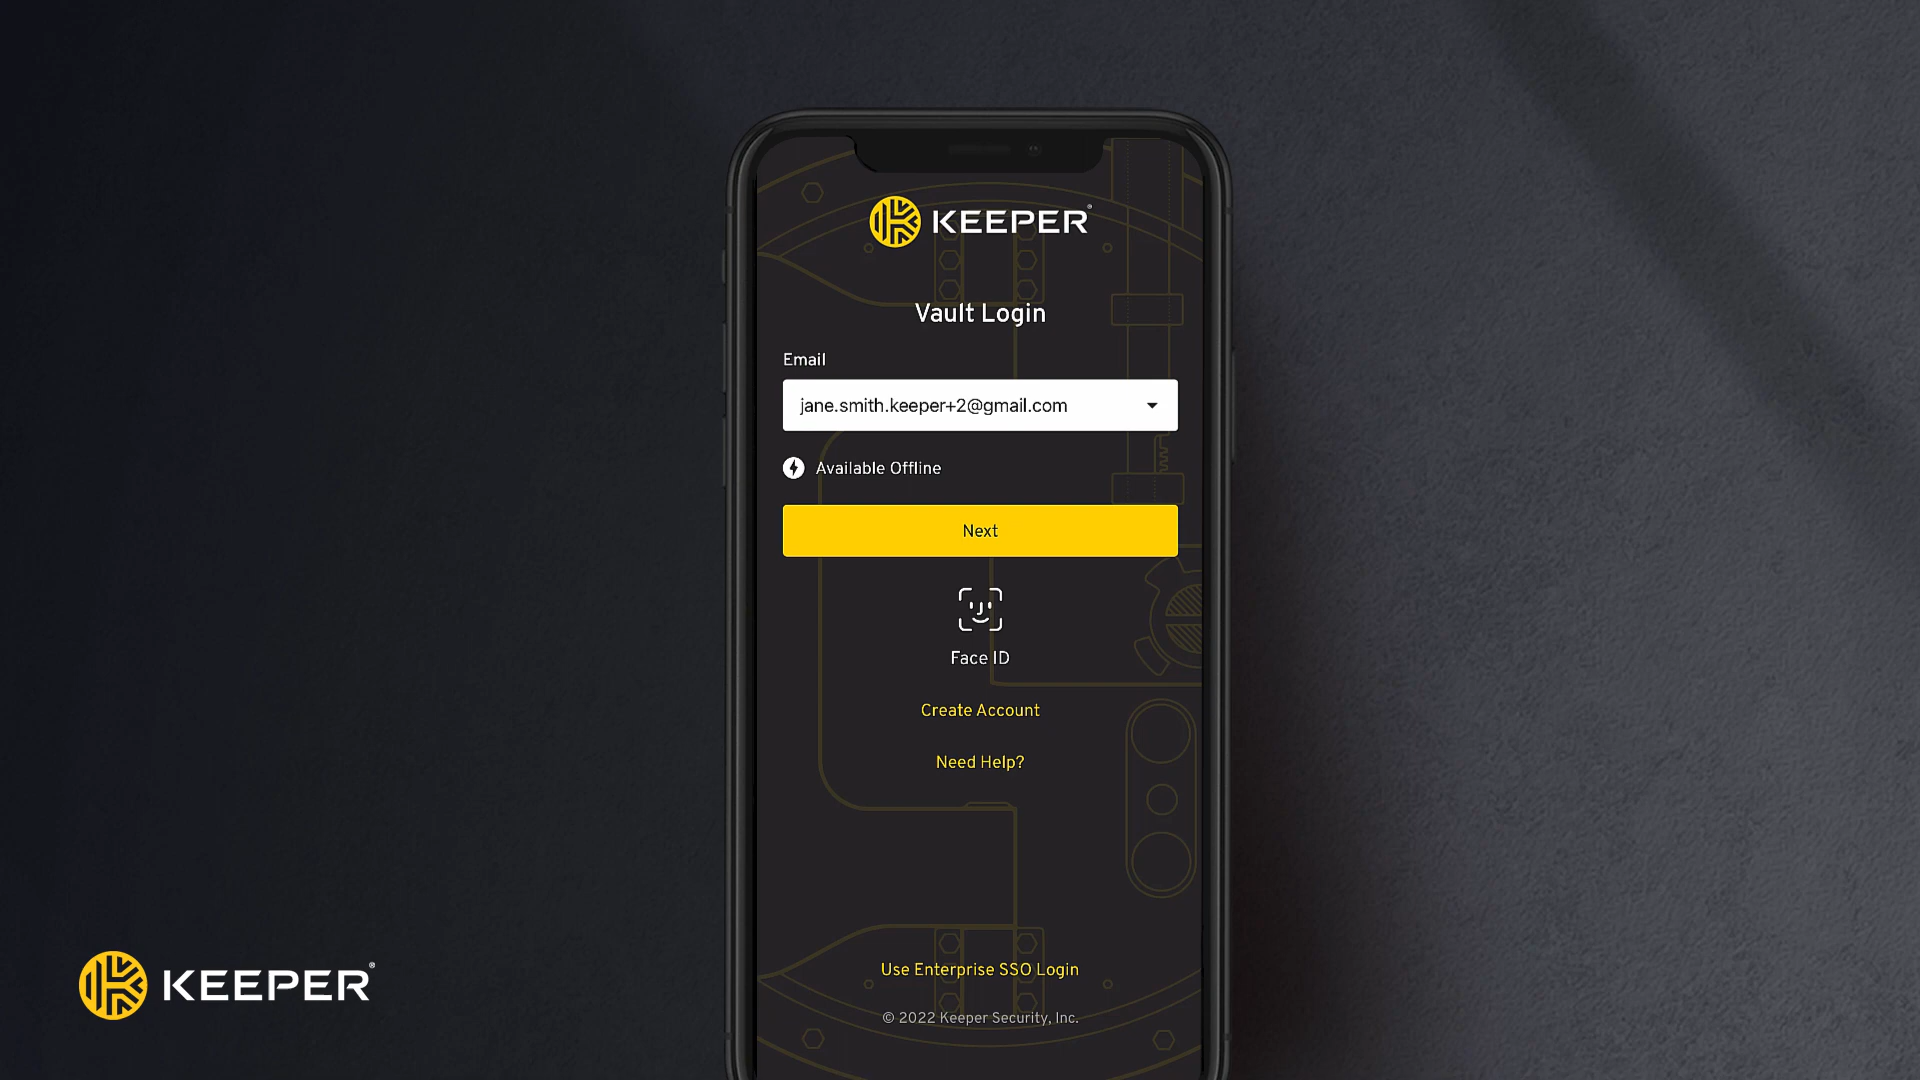 KEEPER®
Vault Login
Email
jane.smith.keeper+2@gmail.com
Available Offline
Next
Face ID
Create Account
Need Help?
Use Enterprise SSO Login
© 2022 Keeper Security, Inc.
KEEPER®